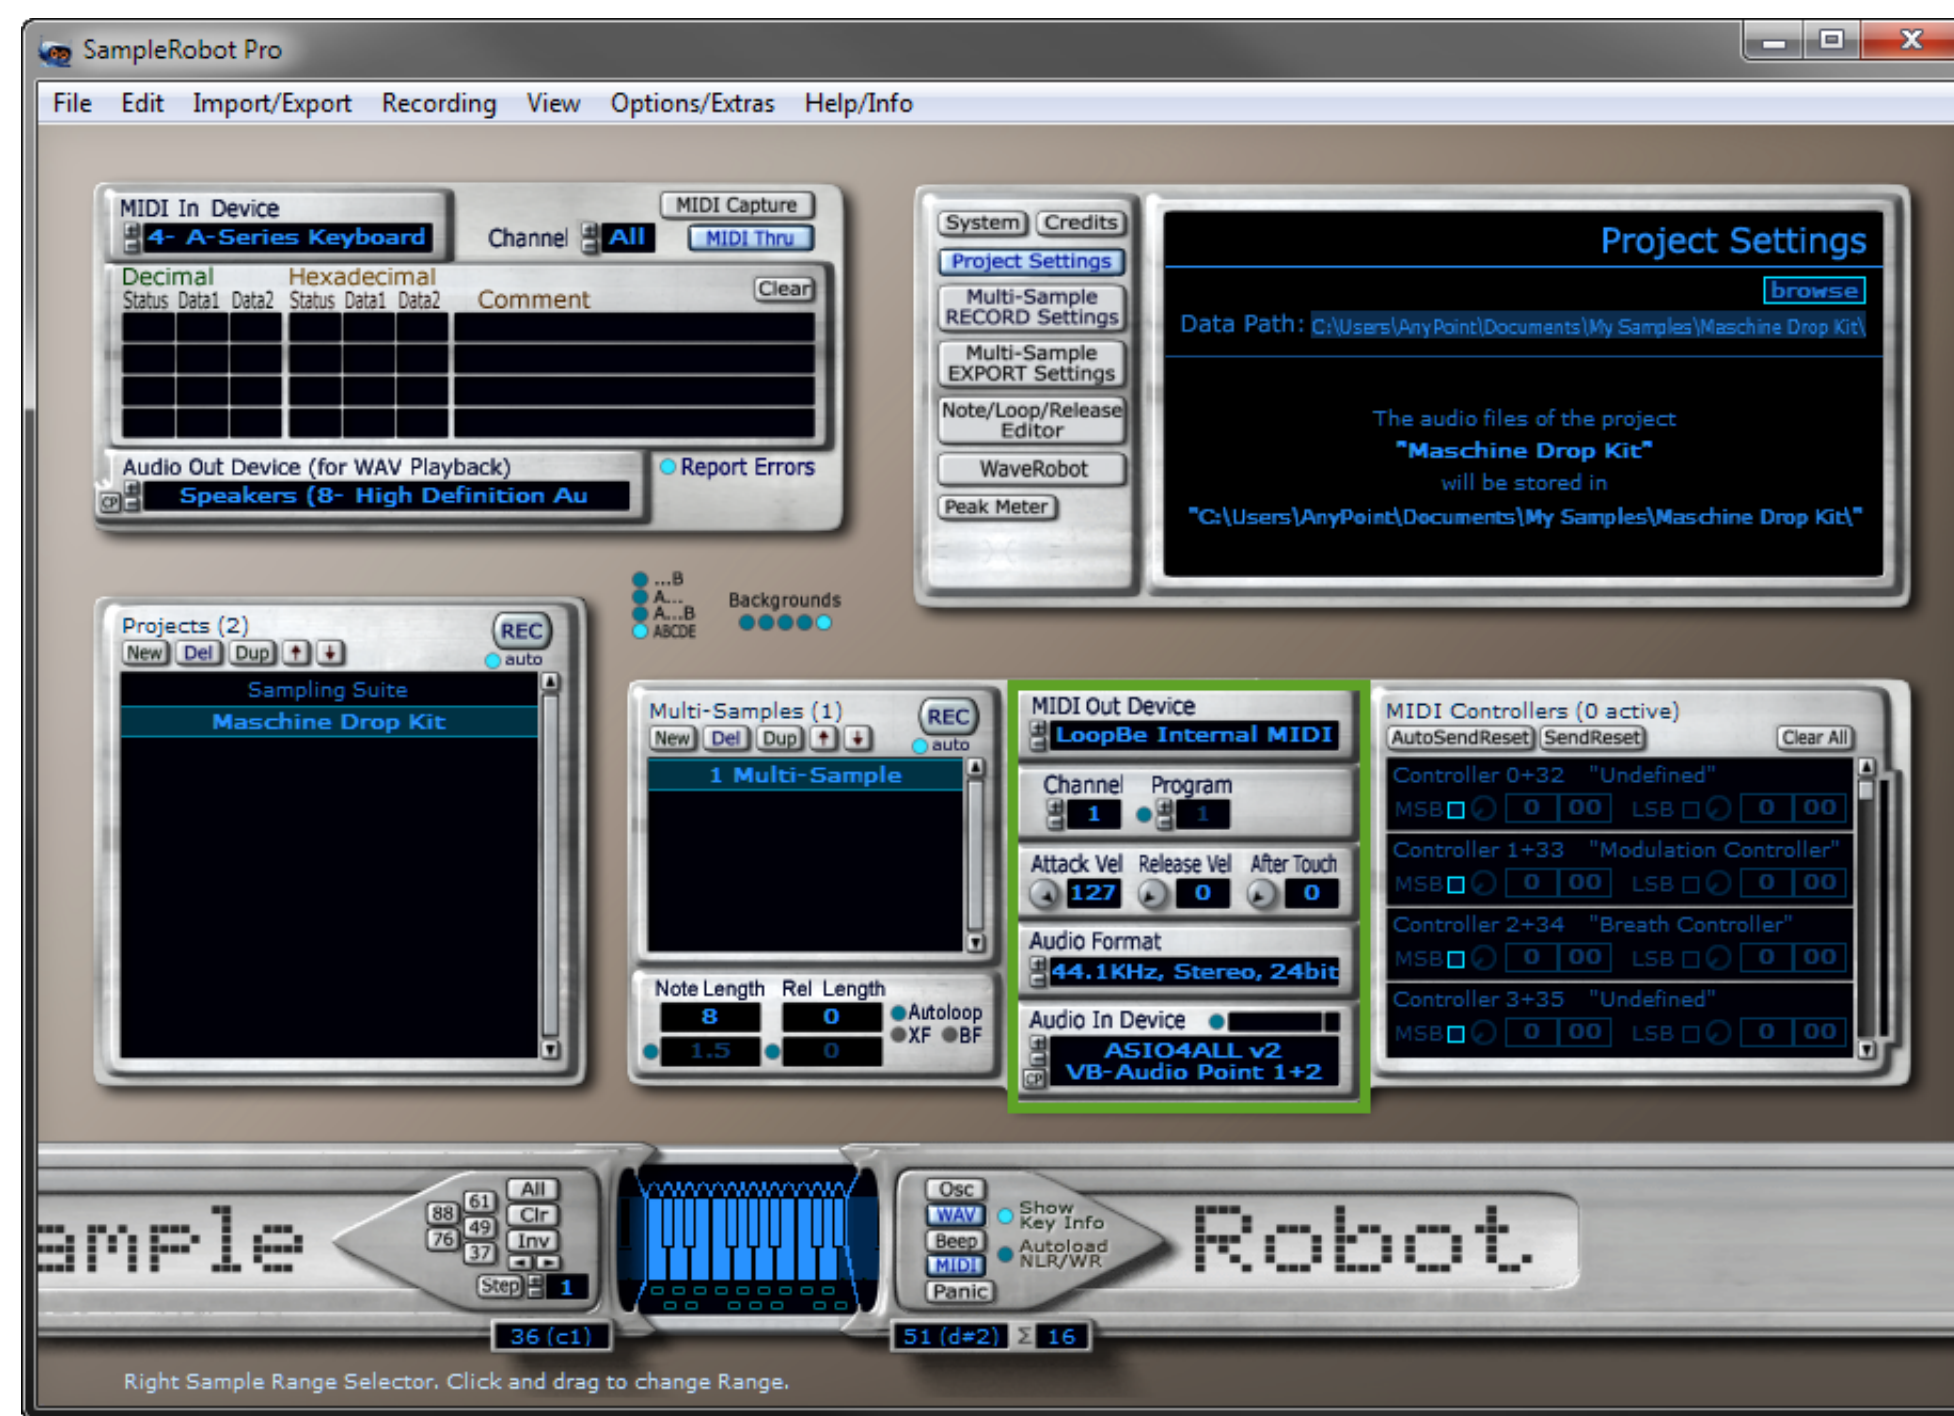 SampleRobot Pro
File Edit Import/Export Recording View Options/Extras Help/Info
MIDI In Device
4- A-Series Keyboard
Channel All
MIDI Capture
MIDI Thru
Decimal Hexadecimal
Status Data1 Data2 Status Data1 Data2 Comment
Clear
Audio Out Device (for WAV Playback)
CP Speakers (8- High Definition Au
Report Errors
System Credits
Project Settings
Multi-Sample
RECORD Settings
Multi-Sample
EXPORT Settings
Note/Loop/Release
Editor
WaveRobot
Peak Meter
Project Settings
browse
Data Path: C:\Users\AnyPoint\Documents\My Samples\Maschine Drop Kit\
The audio files of the project
"Maschine Drop Kit"
will be stored in
"C:\Users\AnyPoint\Documents\My Samples\Maschine Drop Kit\"
...B
A...
A...B
ABCDE
Backgrounds
Projects (2)
New Del Dup
REC
auto
Sampling Suite
Maschine Drop Kit
Multi-Samples (1)
New Del Dup
REC
auto
1 Multi-Sample
Note Length Rel Length
8 0
1.5 0
Autoloop
XF BF
MIDI Out Device
LoopBe Internal MIDI
Channel Program
1 1
Attack Vel Release Vel After Touch
127 0 0
Audio Format
44.1KHz, Stereo, 24bit
Audio In Device
ASIO4ALL v2
CP VB-Audio Point 1+2
MIDI Controllers (0 active)
AutoSendReset SendReset Clear All
Controller 0+32 "Undefined"
MSB 0 00 LSB 0 00
Controller 1+33 "Modulation Controller"
MSB 0 00 LSB 0 00
Controller 2+34 "Breath Controller"
MSB 0 00 LSB 0 00
Controller 3+35 "Undefined"
MSB 0 00 LSB 0 00
ample
88 61
76 49
37
All
Clr
Inv
Step 1
36 (c1)
Osc
WAV
Beep
MIDI
Panic
Show
Key Info
Autoload
NLR/WR
51 (d#2) Σ 16
Robot
Right Sample Range Selector. Click and drag to change Range.